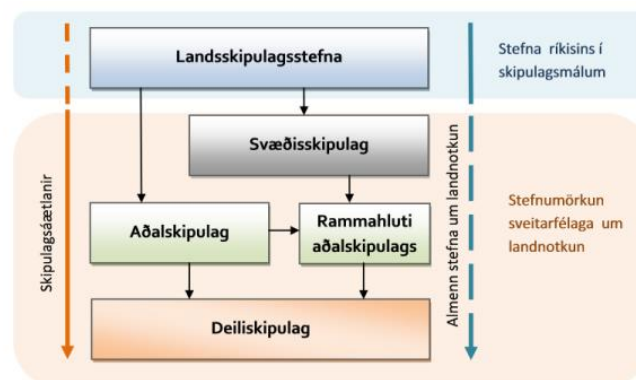 Landsskipulagsstefna
Stefna ríkisins í
skipulagsmálum
Svæðisskipulag
Aðalskipulag
Rammahluti
aðalskipulags
Deiliskipulag
Skipulagsáætlanir
Almenn stefna um landnotkun
Stefnumörkun
sveitarfélaga um
landnotkun